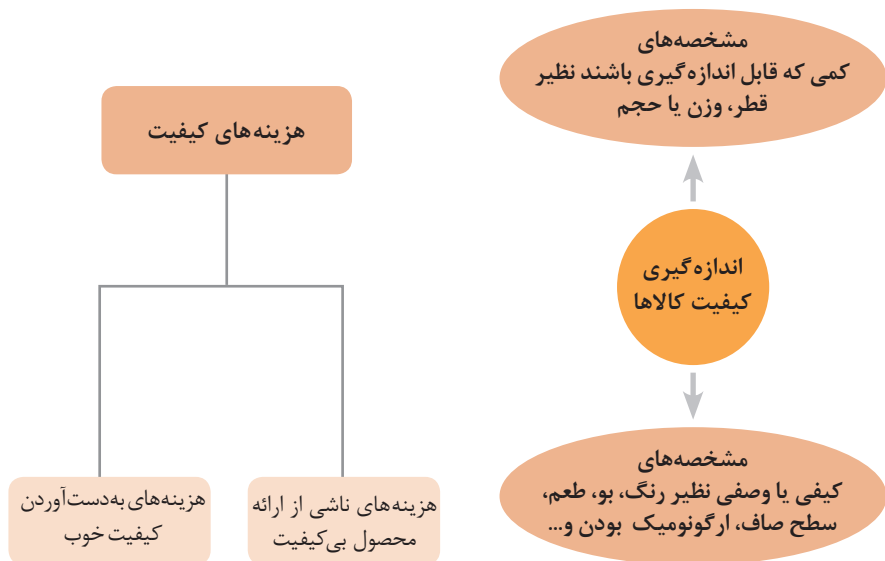 مشخصه‌های
کمی که قابل اندازه‌گیری باشند نظیر
قطر، وزن یا حجم
اندازه‌گیری
کیفیت کالاها
مشخصه‌های
کیفی یا وصفی نظیر رنگ، بو، طعم،
سطح صاف، ارگونومیک بودن و...
هزینه‌های کیفیت
هزینه‌های ناشی از ارائه
محصول بی‌کیفیت
هزینه‌های به‌دست‌آوردن
کیفیت خوب